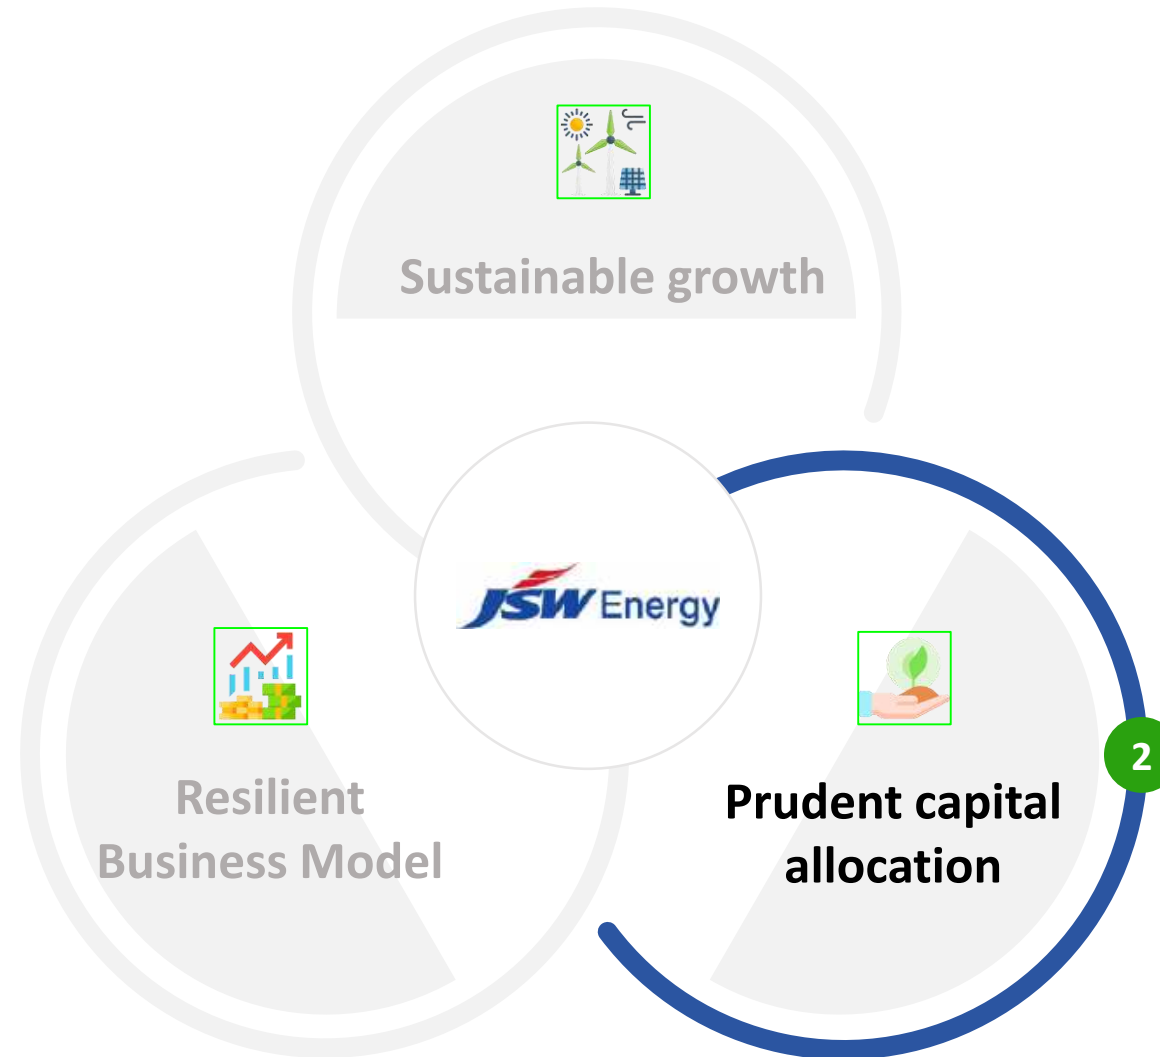 Sustainable growth
JSW Energy
Resilient
Business Model
Prudent capital
allocation
2